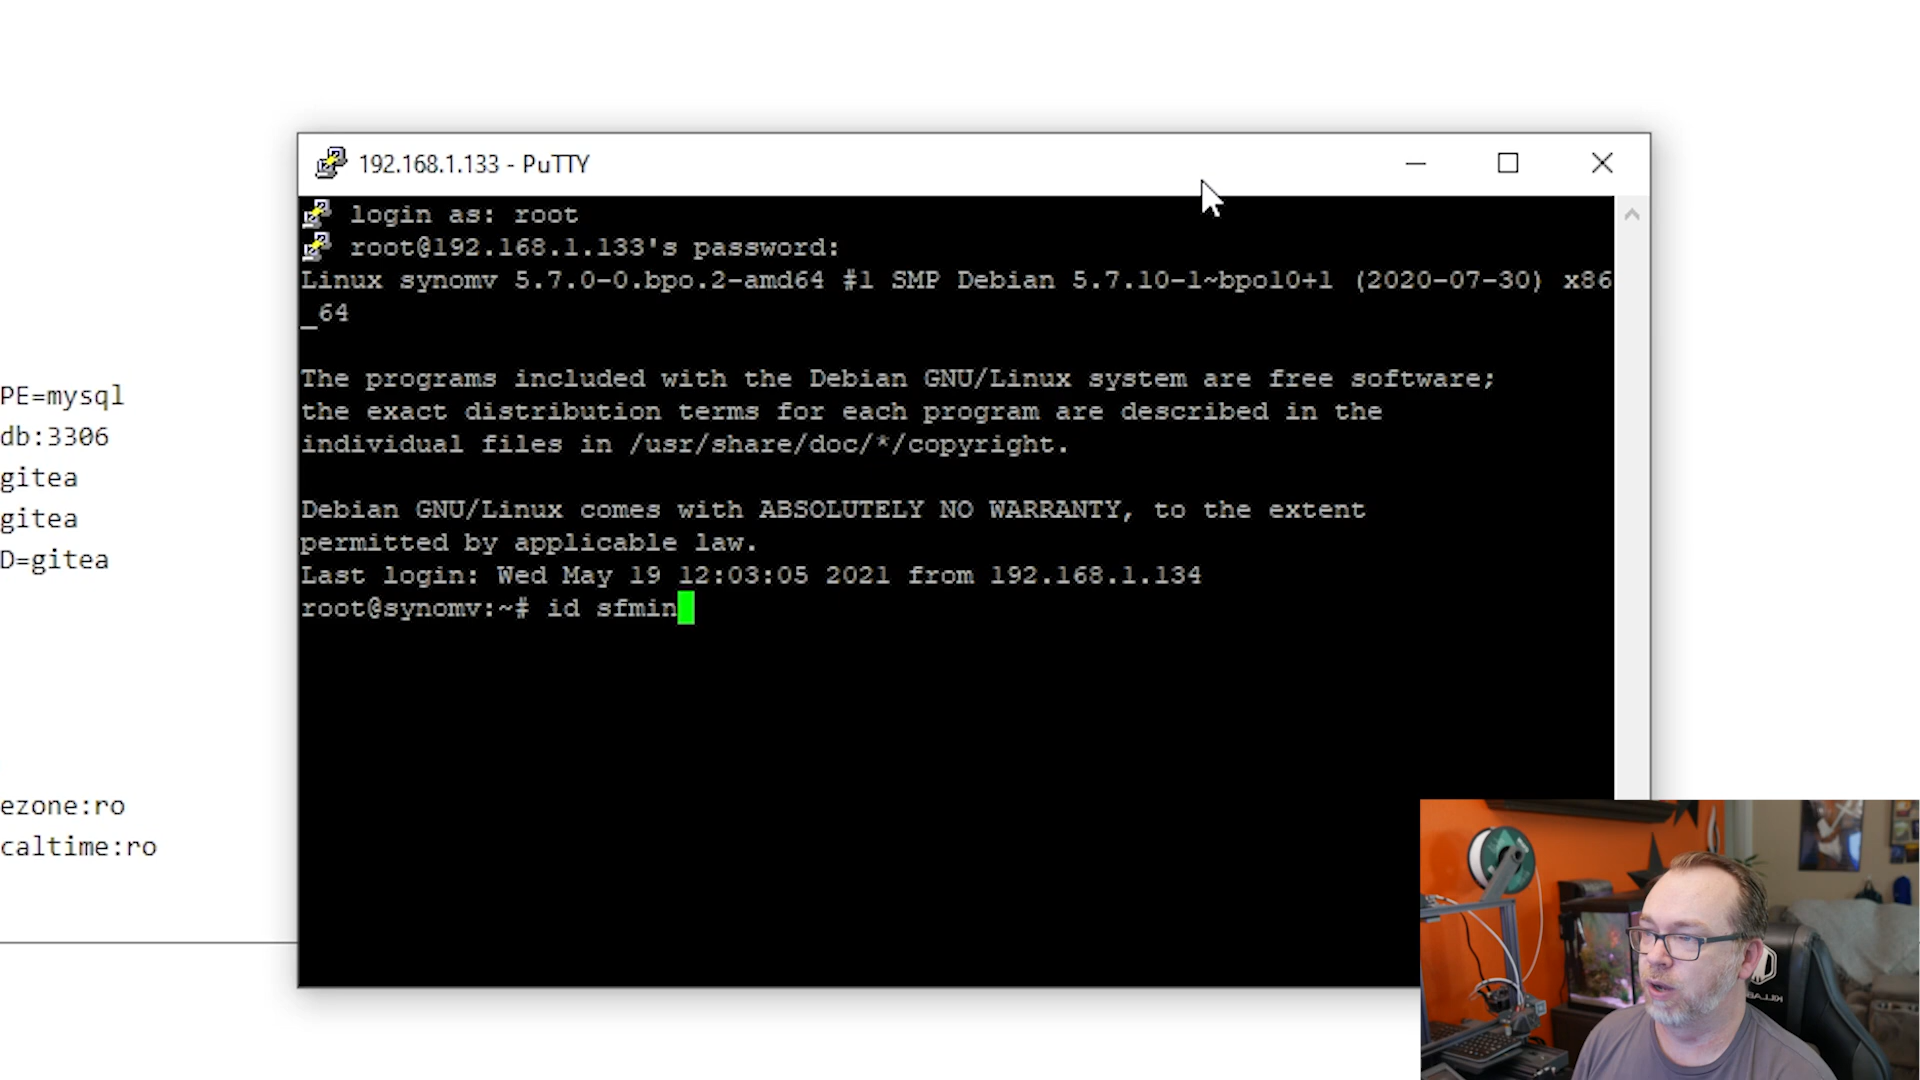 192.168.1.133 - PuTTY
login as: root
root@192.168.1.133's password:
Linux synomv 5.7.0-0.bpo.2-amd64 #1 SMP Debian 5.7.10-1~bpo10+1 (2020-07-30) x86
_64
The programs included with the Debian GNU/Linux system are free software;
the exact distribution terms for each program are described in the
individual files in /usr/share/doc/*/copyright.
Debian GNU/Linux comes with ABSOLUTELY NO WARRANTY, to the extent
permitted by applicable law.
Last login: Wed May 19 12:03:05 2021 from 192.168.1.134
root@synomv:~# id sfmin
PE=mysql
db:3306
gitea
gitea
D=gitea
ezone:ro
caltime:ro